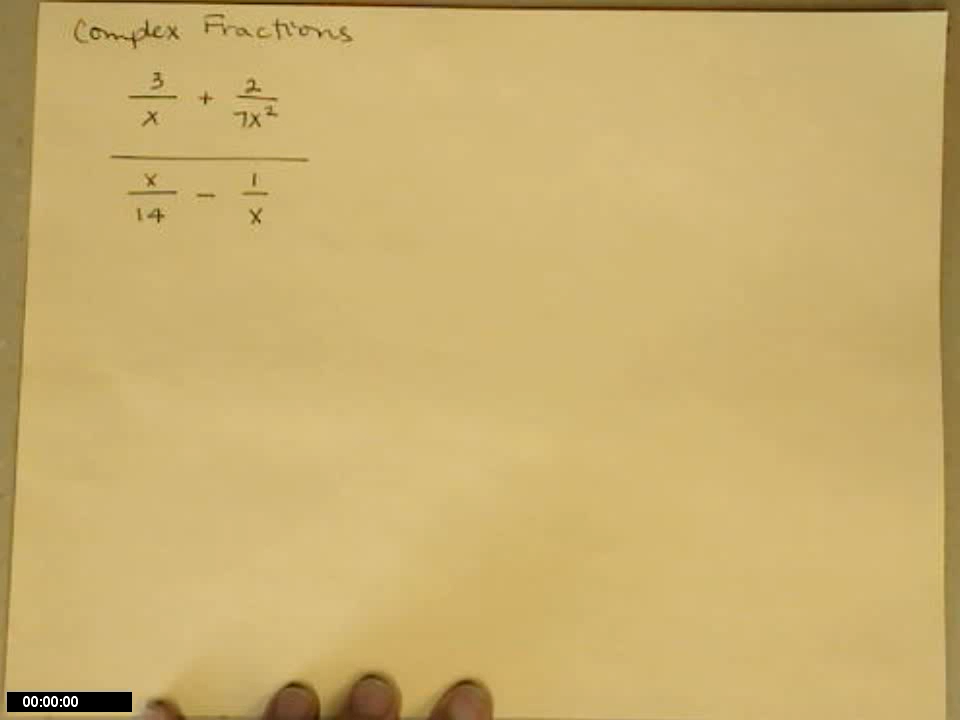 Complex Fractions
3/x + 2/7x²
x/14 - 1/x
00:00:00